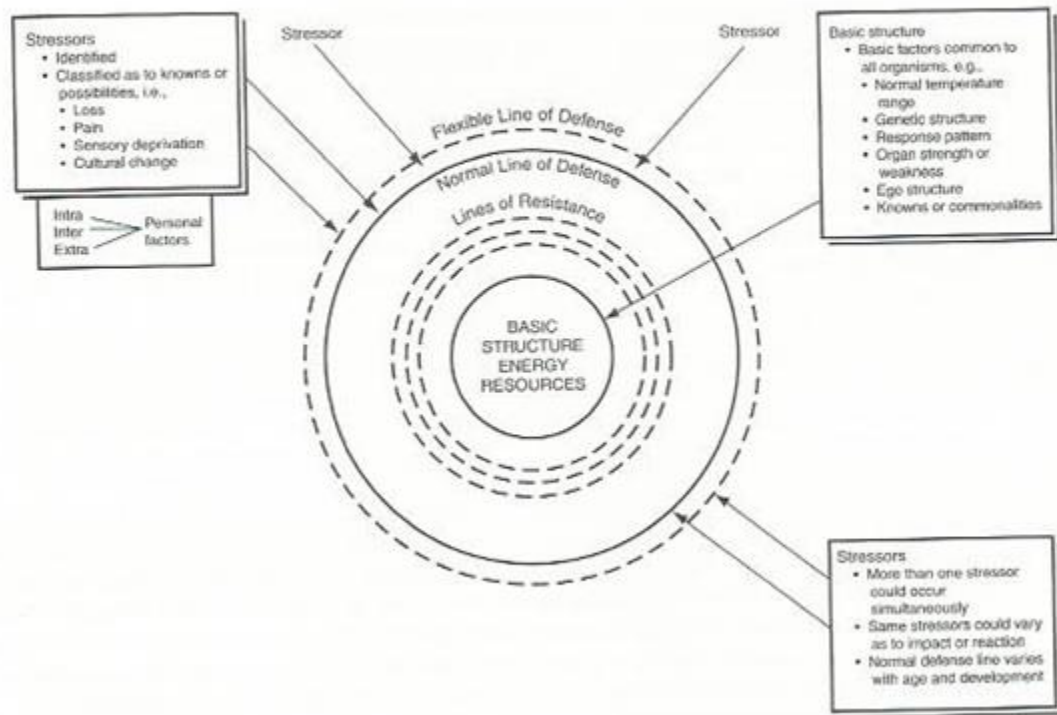 Stressors
• Identified
• Classified as to knowns or
possibilities, i.e.,
• Loss
• Pain
• Sensory deprivation
• Cultural change
Intra
Inter
Extra
Personal
factors
Stressor
Stressor
Basic structure
• Basic factors common to
all organisms, e.g.,
• Normal temperature
range
• Genetic structure
• Response pattern
• Organ strength or
weakness
• Ego structure
• Knowns or commonalities
Flexible Line of Defense
Normal Line of Defense
Lines of Resistance
BASIC
STRUCTURE
ENERGY
RESOURCES
Stressors
• More than one stressor
could occur
simultaneously
• Same stressors could vary
as to impact or reaction
• Normal defense line varies
with age and development